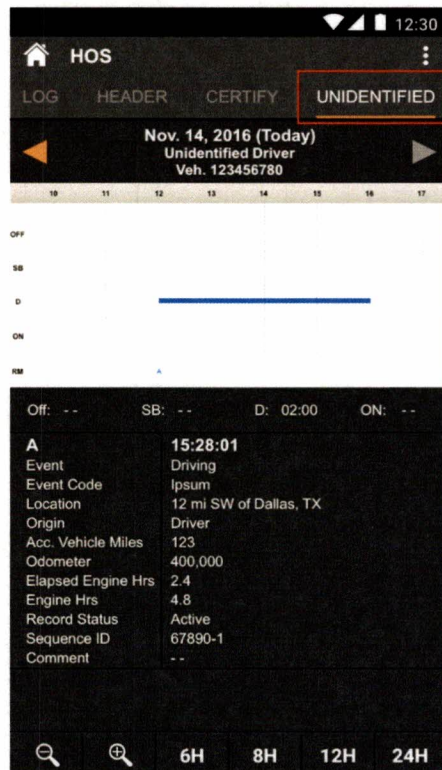 12:30
HOS
LOG HEADER CERTIFY UNIDENTIFIED
Nov. 14, 2016 (Today)
Unidentified Driver
Veh. 123456780
10 11 12 13 14 15 16 17
OFF
SB
D
ON
RM A
Off: -- SB: -- D: 02:00 ON: --
A 15:28:01
Event Driving
Event Code Ipsum
Location 12 mi SW of Dallas, TX
Origin Driver
Acc. Vehicle Miles 123
Odometer 400,000
Elapsed Engine Hrs 2.4
Engine Hrs 4.8
Record Status Active
Sequence ID 67890-1
Comment --
6H 8H 12H 24H